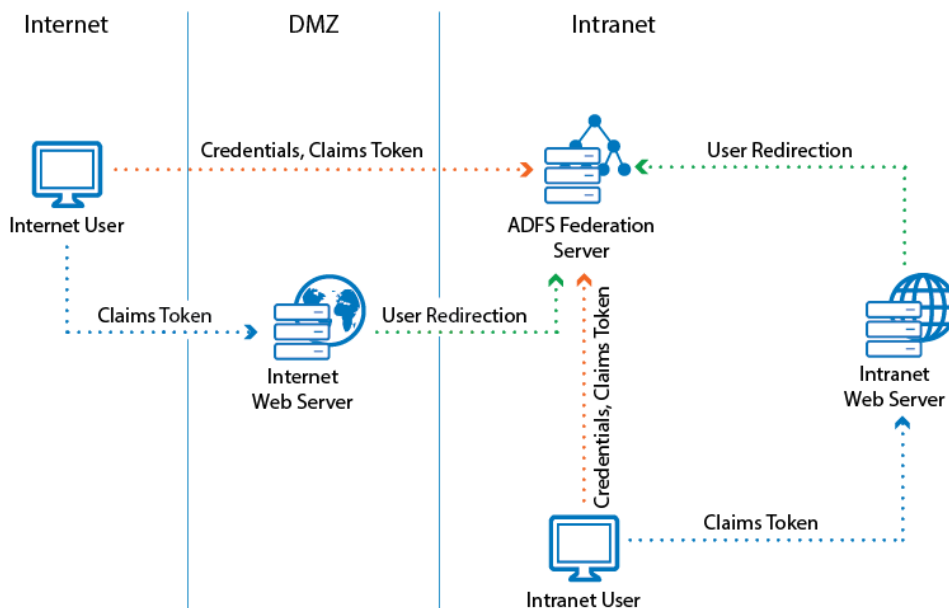 Internet
DMZ
Intranet
Credentials, Claims Token
User Redirection
Internet User
ADFS Federation
Server
Claims Token
User Redirection
Credentials, Claims Token
Internet
Web Server
Intranet
Web Server
Claims Token
Intranet User